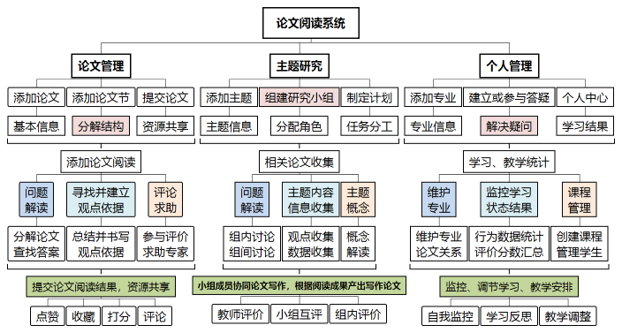 论文阅读系统
论文管理 主题研究 个人管理
添加论文 添加论文节 提交论文 添加主题 组建研究小组 制定计划 添加专业 建立或参与答疑 个人中心
基本信息 分解结构 资源共享 主题信息 分配角色 任务分工 专业信息 解决疑问 学习结果
添加论文阅读 相关论文收集 学习、教学统计
问题 寻找并建立 评论 问题 主题内容 主题 维护 监控学习 课程
解读 观点依据 求助 解读 信息收集 概念 专业 状态结果 管理
分解论文 总结并书写 参与评价 组内讨论 观点收集 概念 维护专业 行为数据统计 创建课程
查找答案 观点依据 求助专家 组间讨论 数据收集 解读 论文关系 评价分数汇总 管理学生
提交论文阅读结果，资源共享 小组成员协同论文写作，根据阅读成果产出写作论文 监控、调节学习、教学安排
点赞 收藏 打分 评论 教师评价 小组互评 组内评价 自我监控 学习反思 教学调整